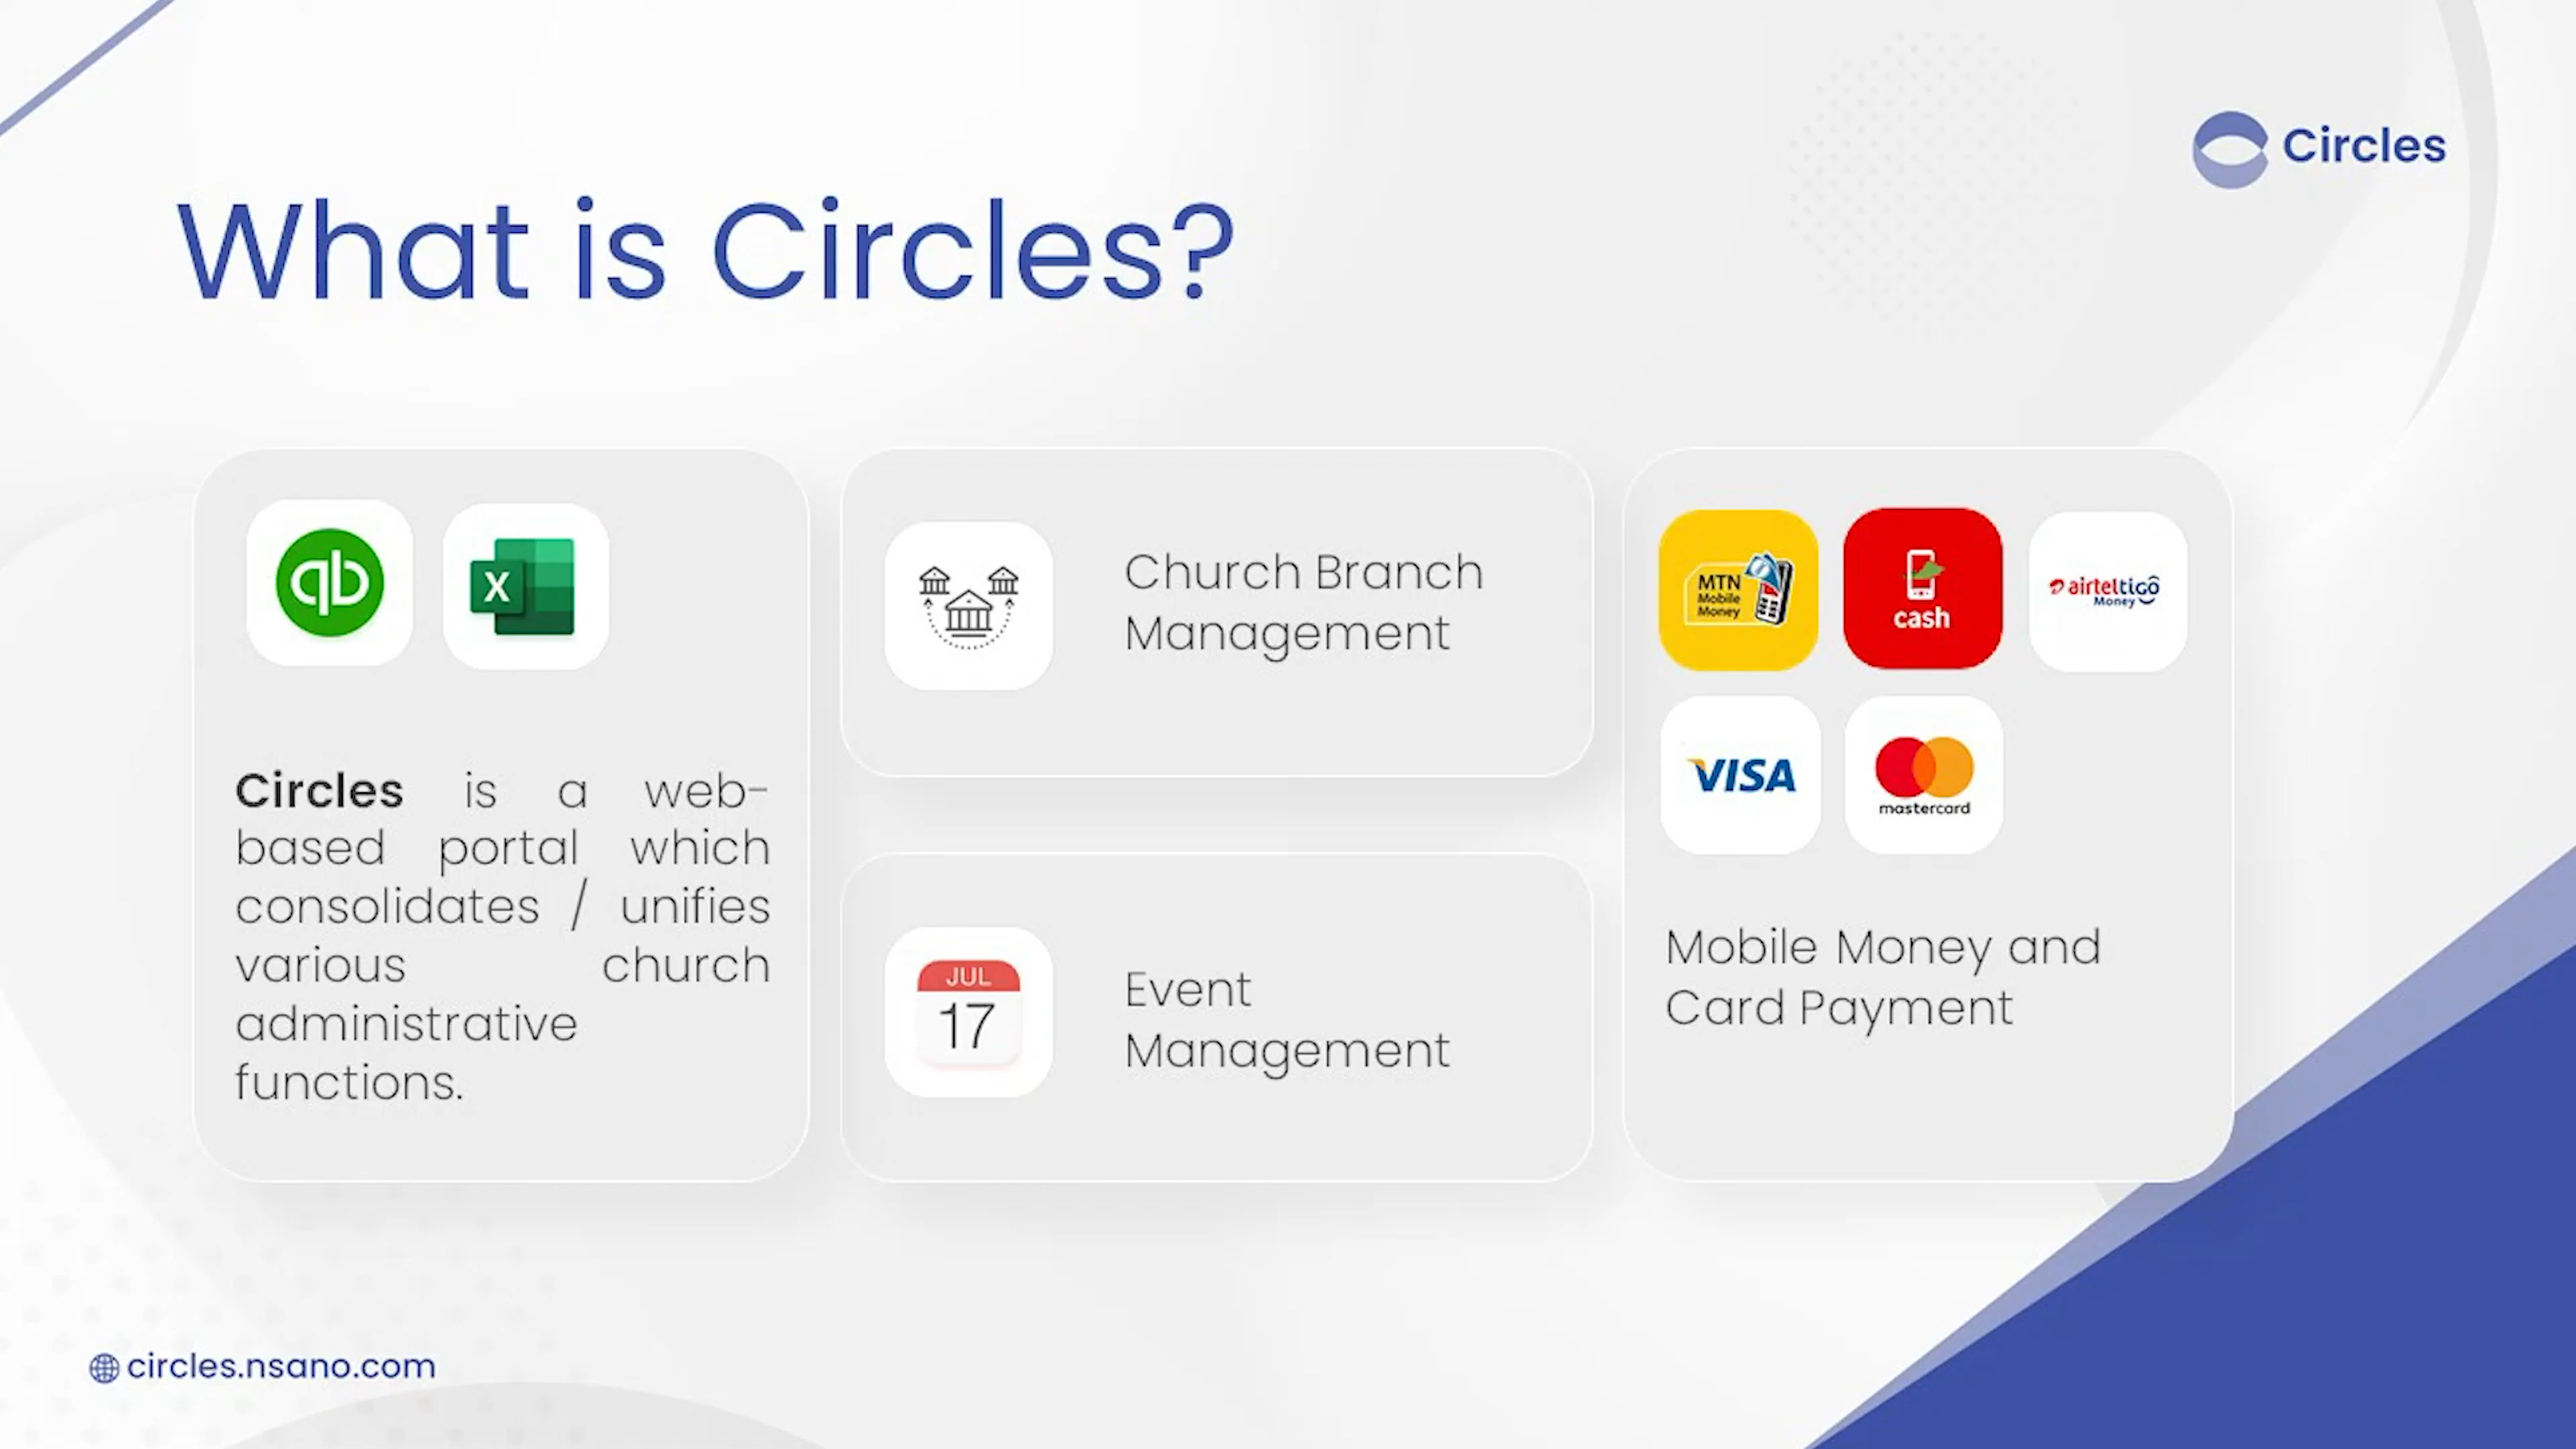 Circles
What is Circles?
qb
X
Circles is a web-
based portal which
consolidates / unifies
various church
administrative
functions.
Church Branch
Management
JUL
17
Event
Management
MTN
Mobile
Money
cash
airteltigo
Money
VISA
mastercard
Mobile Money and
Card Payment
circles.nsano.com